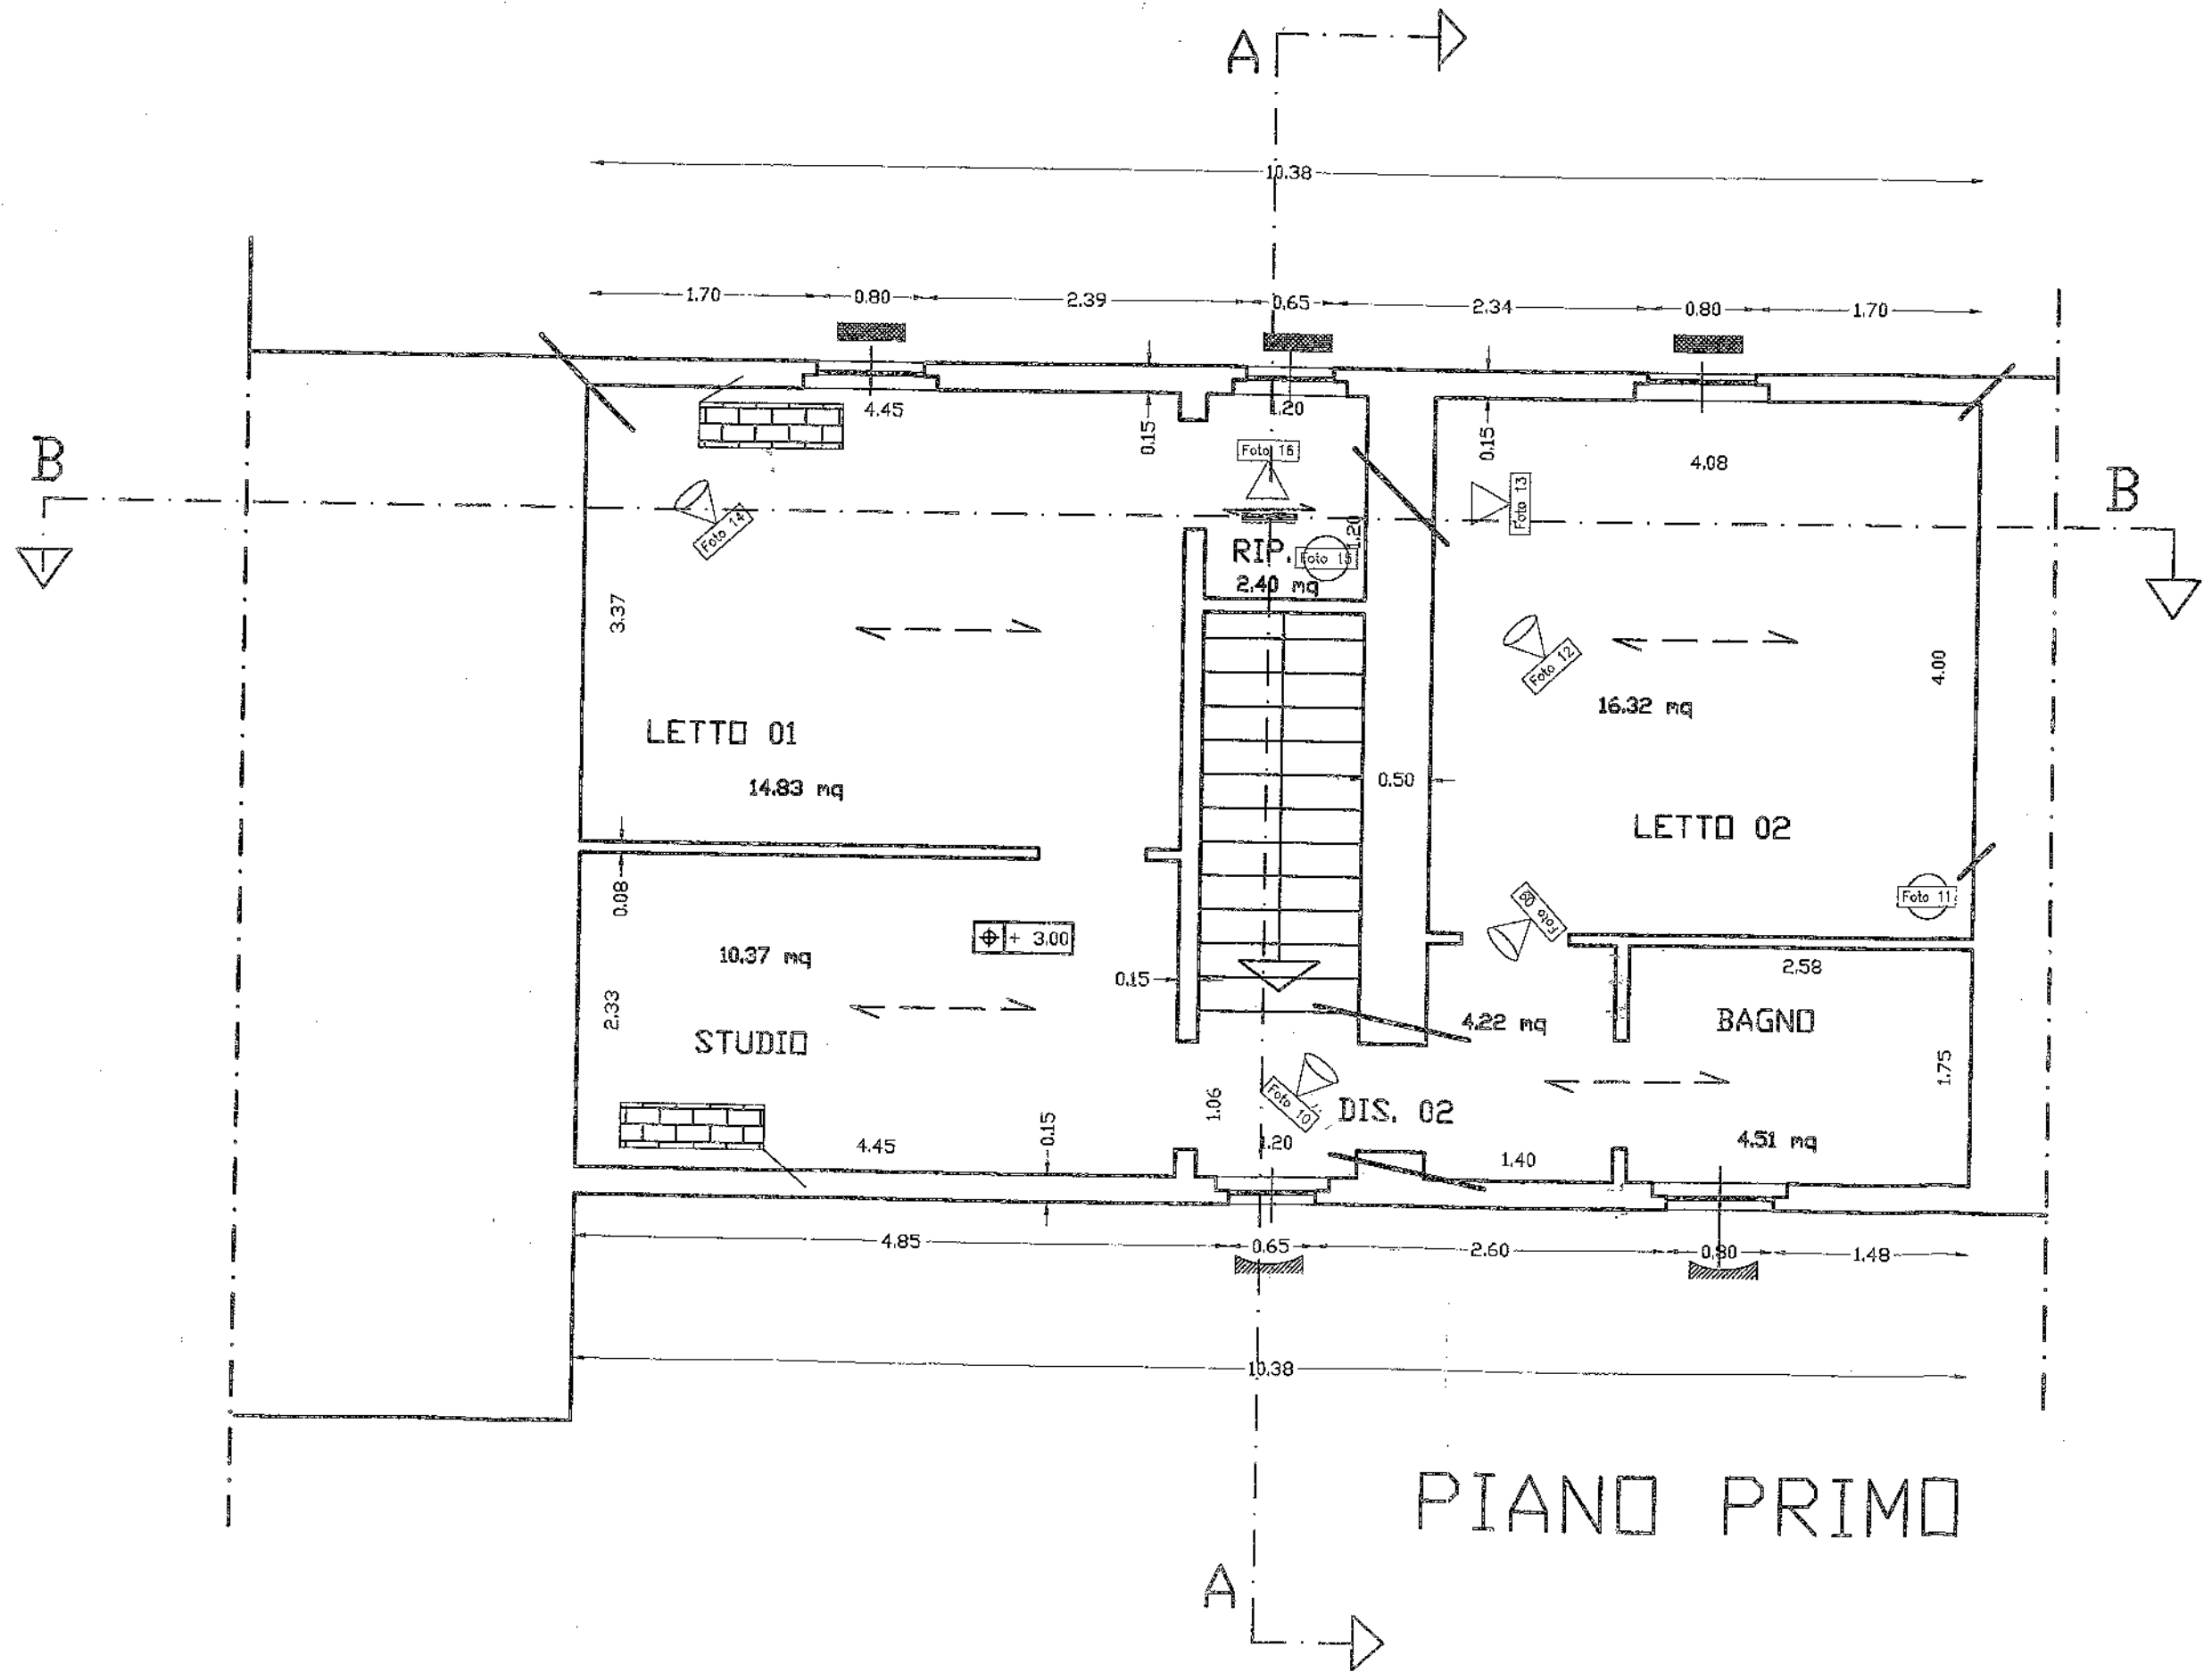 A
10.38
1.70 0.80 2.39 0.65 2.34 0.80 1.70
4.45
0.15
1.20
0.15
4.08
B
B
Foto 16
Foto 13
Foto 14
1.20
RIP.
Foto 15
2.40 mq
3.37
Foto 12
4.00
16.32 mq
LETTO 01
14.83 mq
0.50
LETTO 02
0.08
Foto 09
Foto 11
+ 3.00
10.37 mq
2.58
0.15
2.33
4.22 mq
BAGNO
STUDIO
1.75
1.06
Foto 10
DIS. 02
4.45
0.15
1.20
1.40
4.51 mq
4.85 0.65 2.60 0.80 1.48
10.38
PIANO PRIMO
A